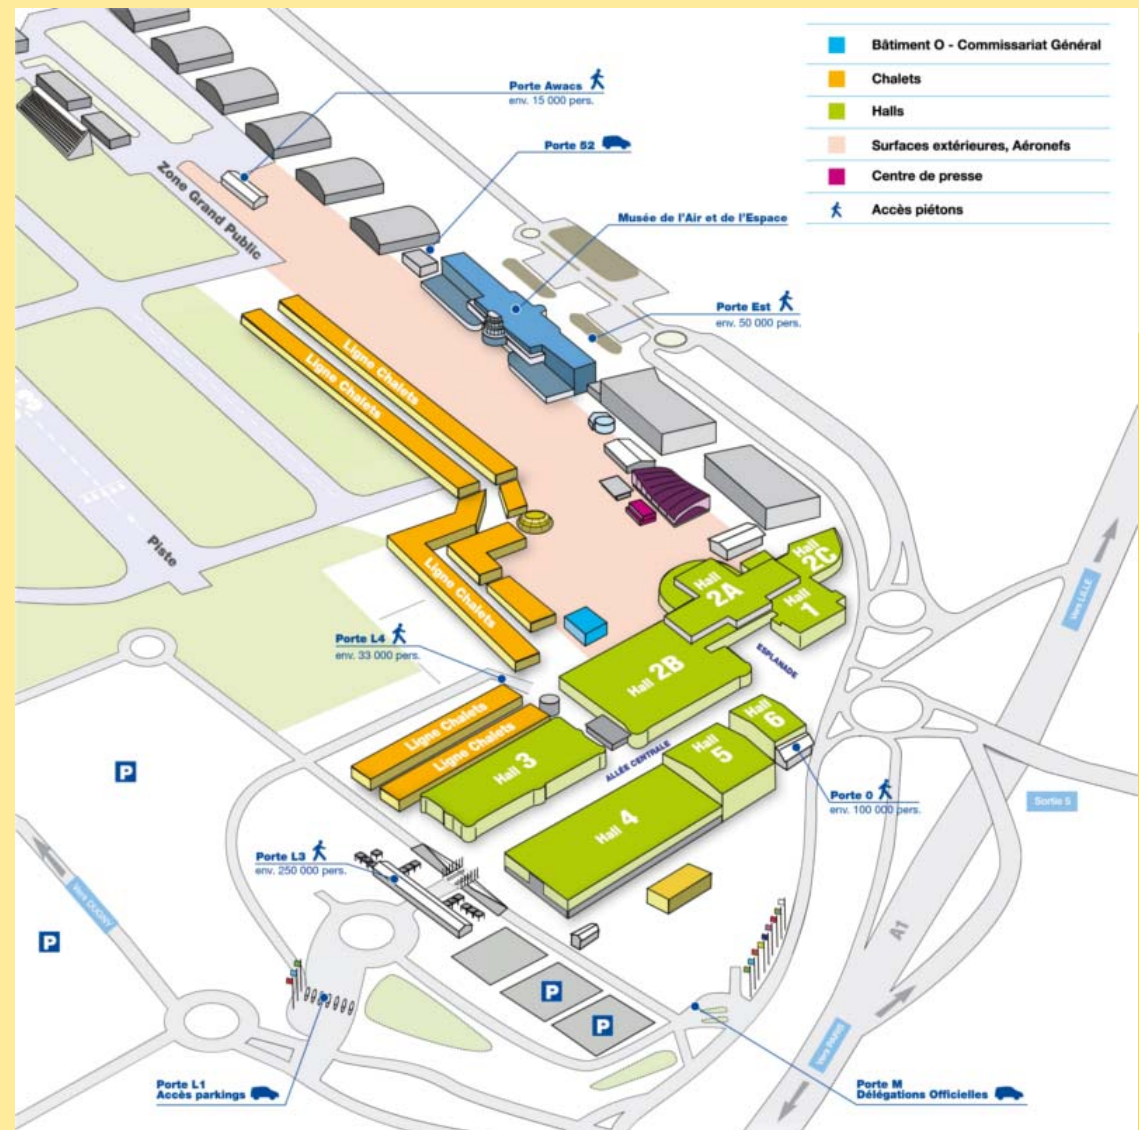 Bâtiment O - Commissariat Général
Chalets
Halls
Surfaces extérieures, Aéronefs
Centre de presse
Accès piétons
Porte Awacs
env. 15 000 pers.
Porte 52
Zone Grand Public
Musée de l'Air et de l'Espace
Porte Est
env. 50 000 pers.
Ligne Chalets
Ligne Chalets
Piste
Ligne Chalets
Hall 2C
Hall 2A
Hall 1
Vers LILLE
Porte L4
env. 33 000 pers.
ESPLANADE
Hall 2B
Ligne Chalets
Ligne Chalets
Hall 6
Hall 5
ALLÉE CENTRALE
Hall 3
P
Porte 0
env. 100 000 pers.
Sortie 5
Hall 4
Porte L3
env. 250 000 pers.
Vers DUGNY
P
A1
P
P
Vers PARIS
Porte L1
Accès parkings
Porte M
Délégations Officielles